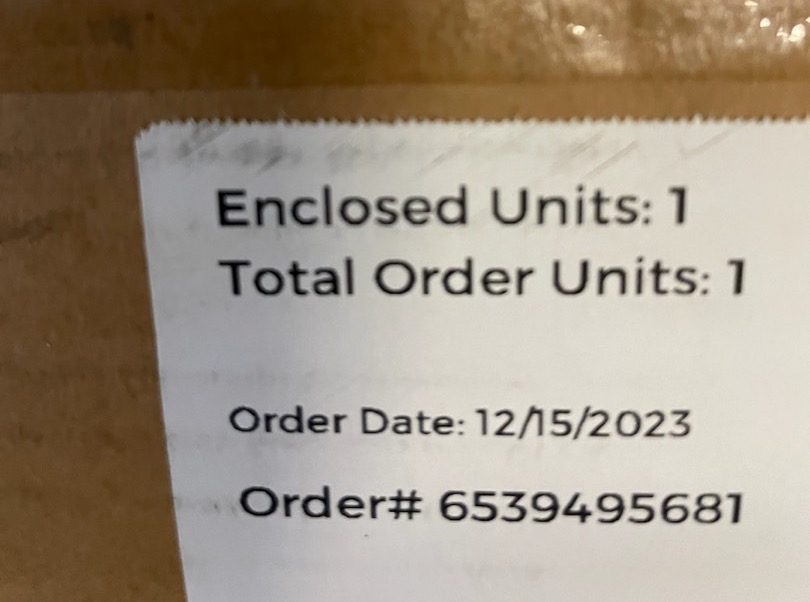 Enclosed Units: 1
Total Order Units: 1
Order Date: 12/15/2023
Order# 6539495681